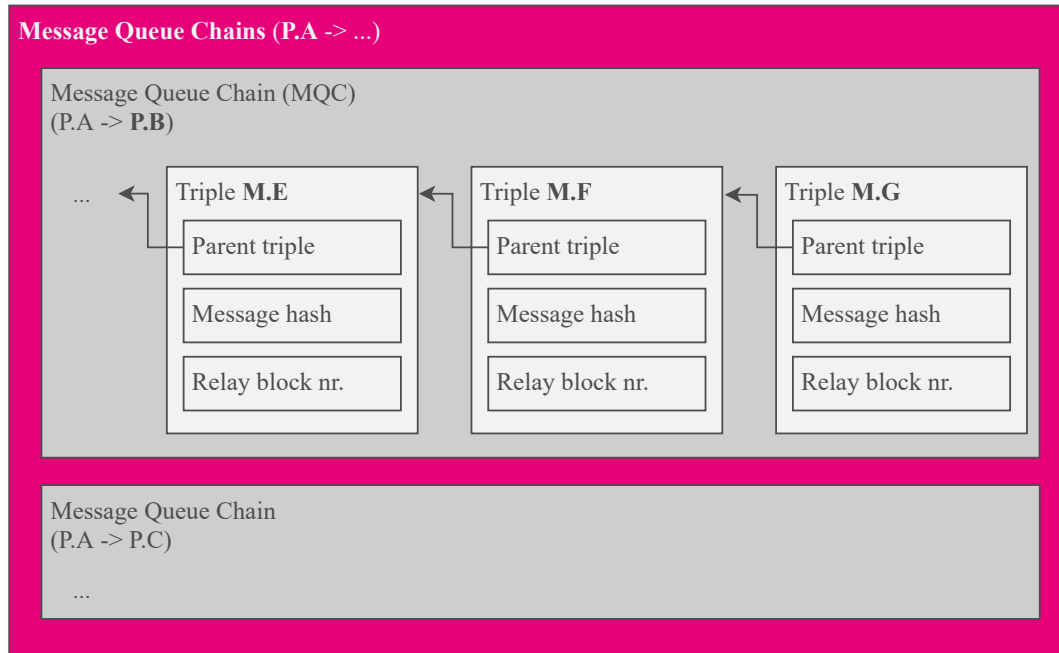 Message Queue Chains (P.A -> ...)
Message Queue Chain (MQC)
(P.A -> P.B)
...
Triple M.E
Parent triple
Message hash
Relay block nr.
Triple M.F
Parent triple
Message hash
Relay block nr.
Triple M.G
Parent triple
Message hash
Relay block nr.
Message Queue Chain
(P.A -> P.C)
...